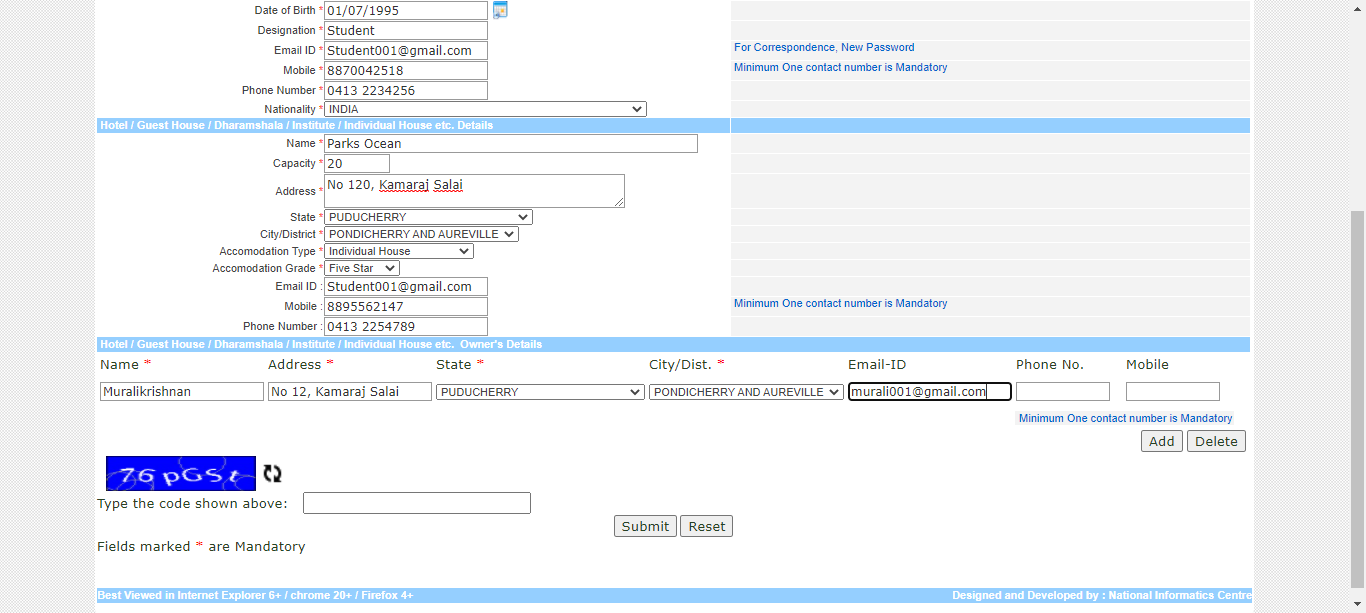 Date of Birth * 01/07/1995
Designation * Student
Email ID * Student001@gmail.com For Correspondence, New Password
Mobile * 8870042518 Minimum One contact number is Mandatory
Phone Number * 0413 2234256
Nationality * INDIA
Hotel / Guest House / Dharamshala / Institute / Individual House etc. Details
Name * Parks Ocean
Capacity * 20
Address * No 120, Kamaraj Salai
State * PUDUCHERRY
City/District * PONDICHERRY AND AUREVILLE
Accomodation Type * Individual House
Accomodation Grade * Five Star
Email ID : Student001@gmail.com
Mobile : 8895562147 Minimum One contact number is Mandatory
Phone Number : 0413 2254789
Hotel / Guest House / Dharamshala / Institute / Individual House etc. Owner's Details
Name * Address * State * City/Dist. * Email-ID Phone No. Mobile
Muralikrishnan No 12, Kamaraj Salai PUDUCHERRY PONDICHERRY AND AUREVILLE murali001@gmail.com
Minimum One contact number is Mandatory
Add Delete
76pGSt
Type the code shown above:
Submit Reset
Fields marked * are Mandatory
Best Viewed in Internet Explorer 6+ / chrome 20+ / Firefox 4+ Designed and Developed by : National Informatics Centre